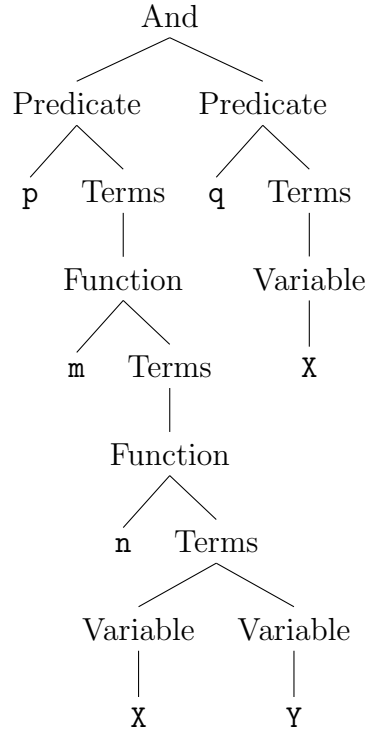 And
Predicate Predicate
p Terms q Terms
Function Variable
m Terms X
Function
n Terms
Variable Variable
X Y